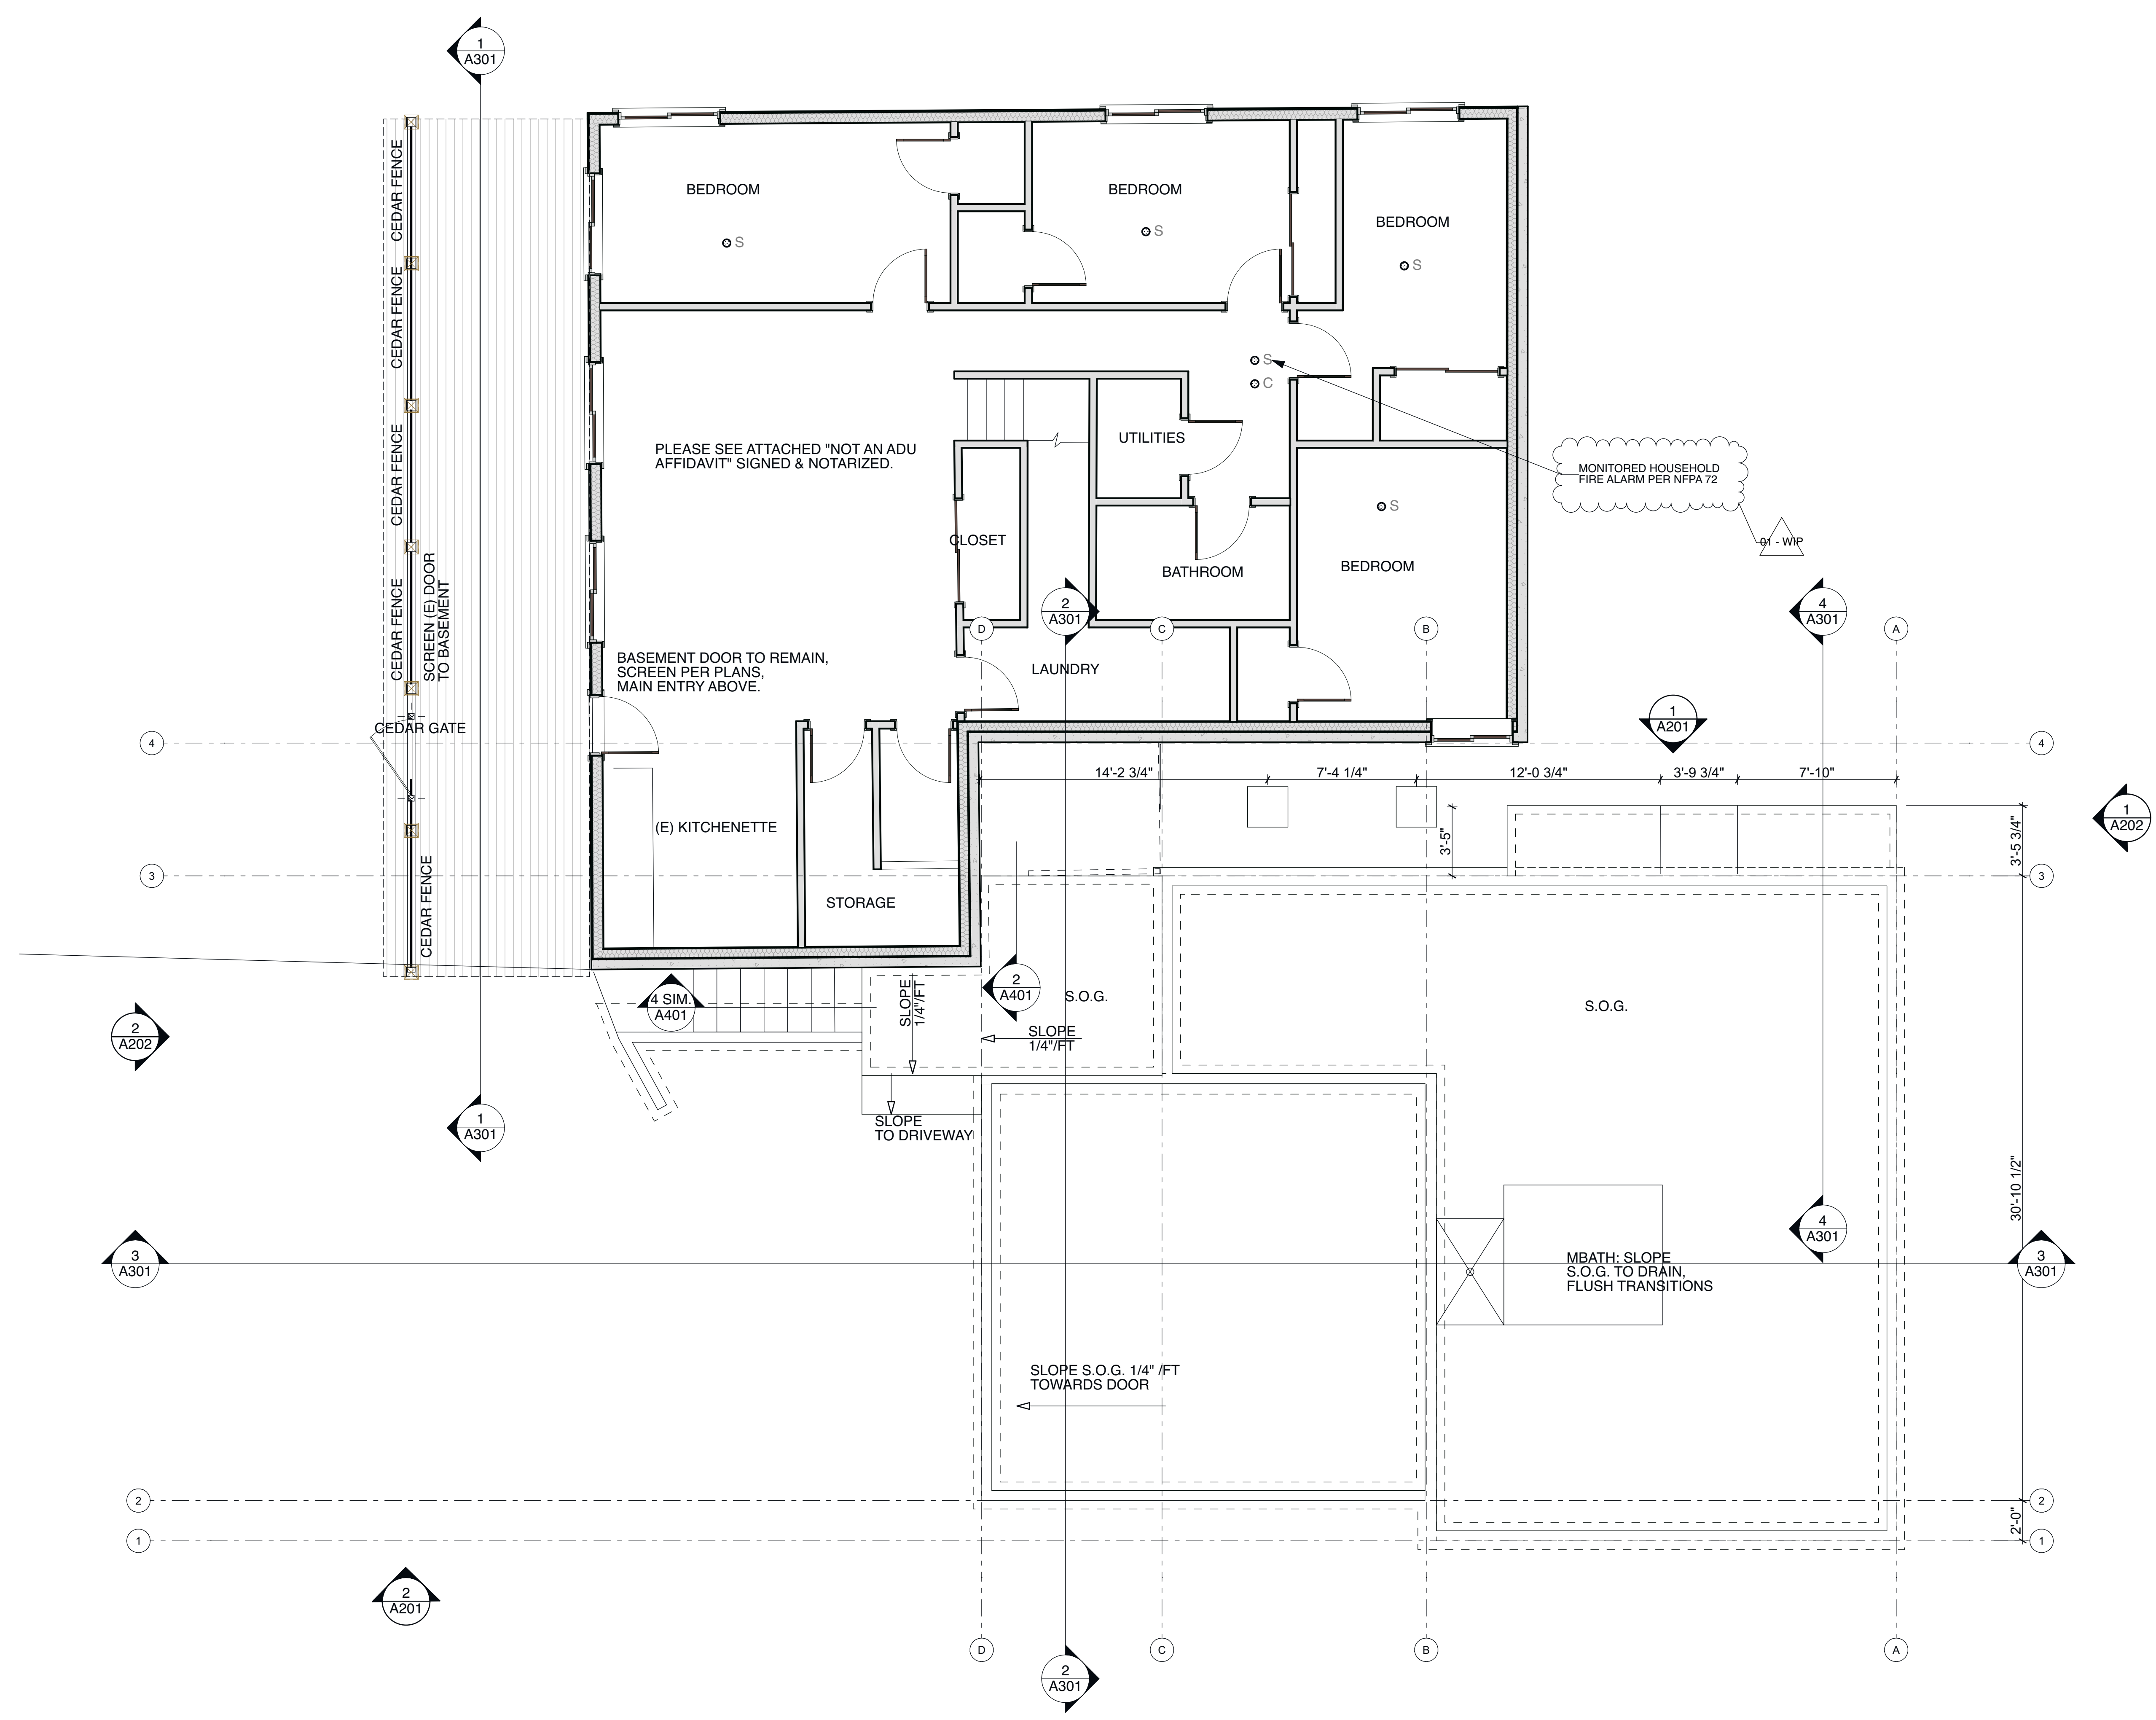 1
A301
CEDAR FENCE
BEDROOM
S
BEDROOM
S
BEDROOM
S
CEDAR FENCE
S
C
CEDAR FENCE
PLEASE SEE ATTACHED "NOT AN ADU
AFFIDAVIT" SIGNED & NOTARIZED.
UTILITIES
MONITORED HOUSEHOLD
FIRE ALARM PER NFPA 72
01 - WIP
S
CLOSET
BATHROOM
BEDROOM
CEDAR FENCE
SCREEN (E) DOOR
TO BASEMENT
2
A301
4
A301
D
C
B
A
BASEMENT DOOR TO REMAIN,
SCREEN PER PLANS,
MAIN ENTRY ABOVE.
LAUNDRY
1
A201
CEDAR GATE
4
4
14'-2 3/4"
7'-4 1/4"
12'-0 3/4"
3'-9 3/4"
7'-10"
1
A202
(E) KITCHENETTE
3'-5"
3'-5 3/4"
3
3
CEDAR FENCE
STORAGE
4 SIM.
A401
SLOPE
1/4"/FT
2
A401
S.O.G.
S.O.G.
2
A202
SLOPE
1/4"/FT
1
A301
SLOPE
TO DRIVEWAY
30'-10 1/2"
4
A301
3
A301
MBATH: SLOPE
S.O.G. TO DRAIN,
FLUSH TRANSITIONS
3
A301
SLOPE S.O.G. 1/4" /FT
TOWARDS DOOR
2
2
2'-0"
1
1
2
A201
D
C
B
A
2
A301